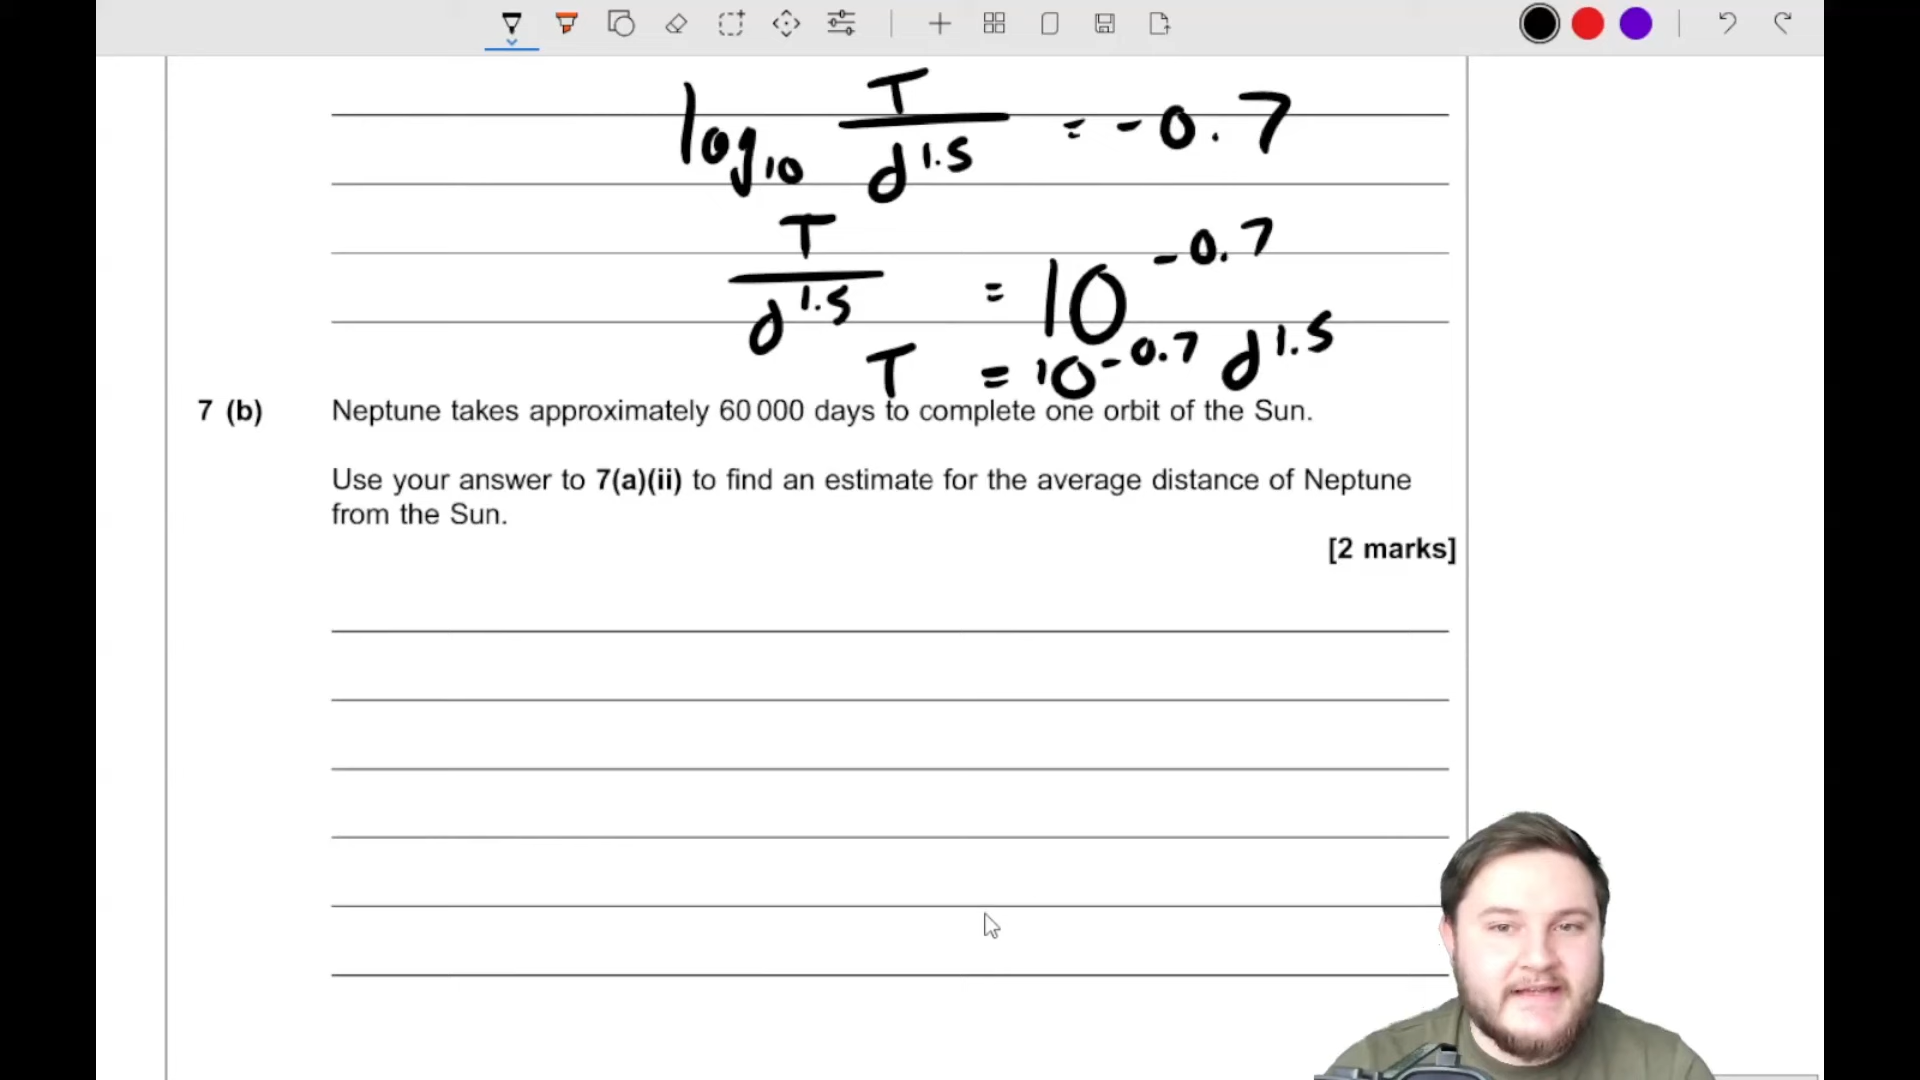 log10 T/d^1.5 = -0.7
T/d^1.5 = 10^-0.7
T = 10^-0.7 d^1.5
7 (b) Neptune takes approximately 60 000 days to complete one orbit of the Sun.
Use your answer to 7(a)(ii) to find an estimate for the average distance of Neptune
from the Sun.
[2 marks]